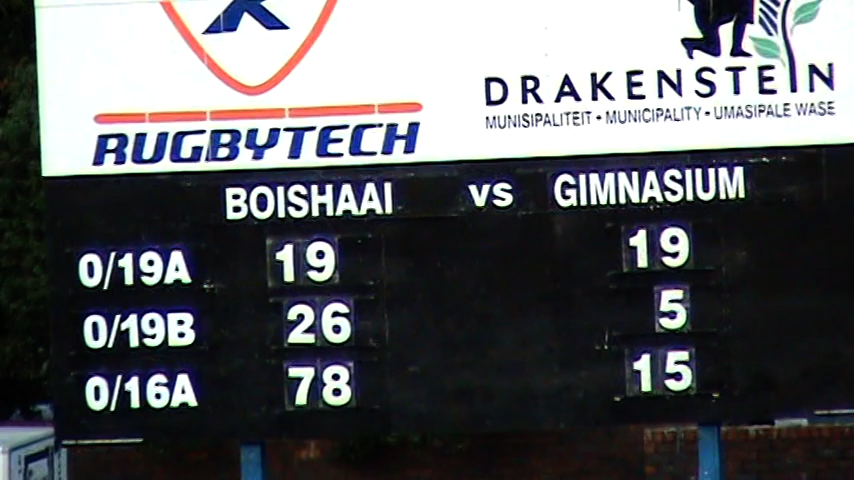 RUGBYTECH
DRAKENSTEIN
MUNISIPALITEIT • MUNICIPALITY • UMASIPALE WASE
BOISHAAI vs GIMNASIUM
0/19A 19 19
0/19B 26 5
0/16A 78 15